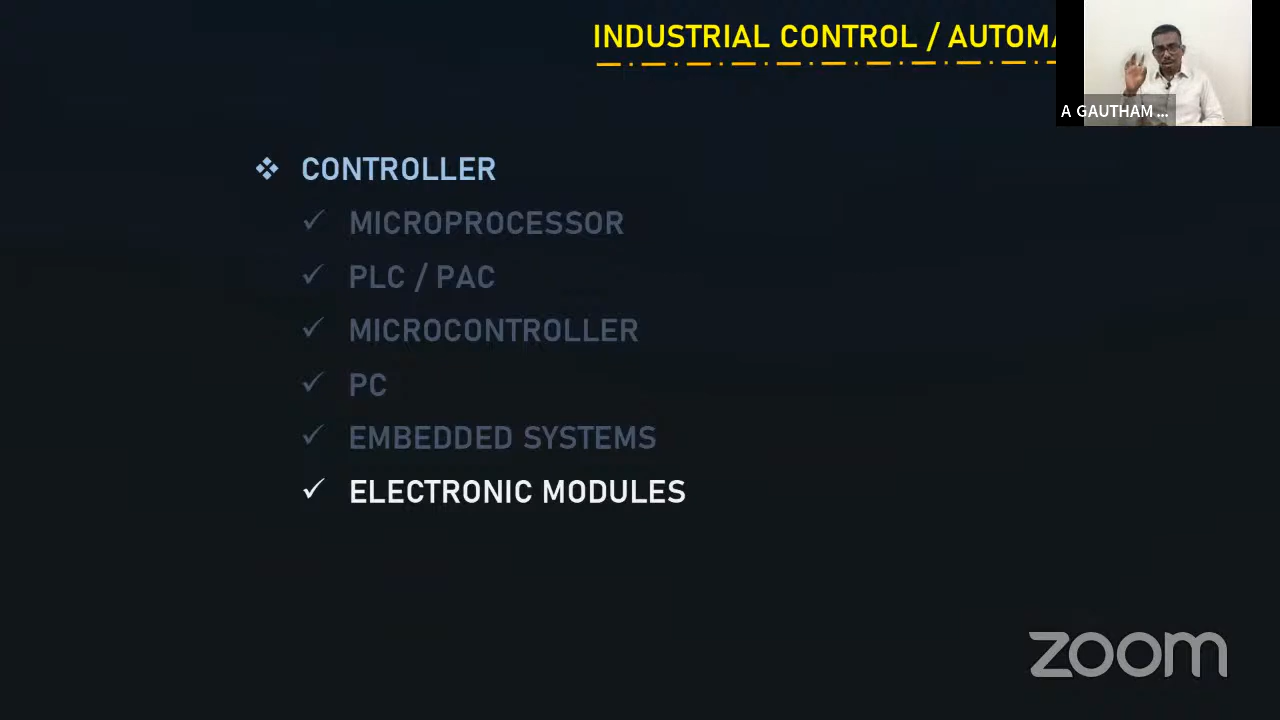 INDUSTRIAL CONTROL / AUTOMA
A GAUTHAM ...
CONTROLLER
MICROPROCESSOR
PLC / PAC
MICROCONTROLLER
PC
EMBEDDED SYSTEMS
ELECTRONIC MODULES
zoom